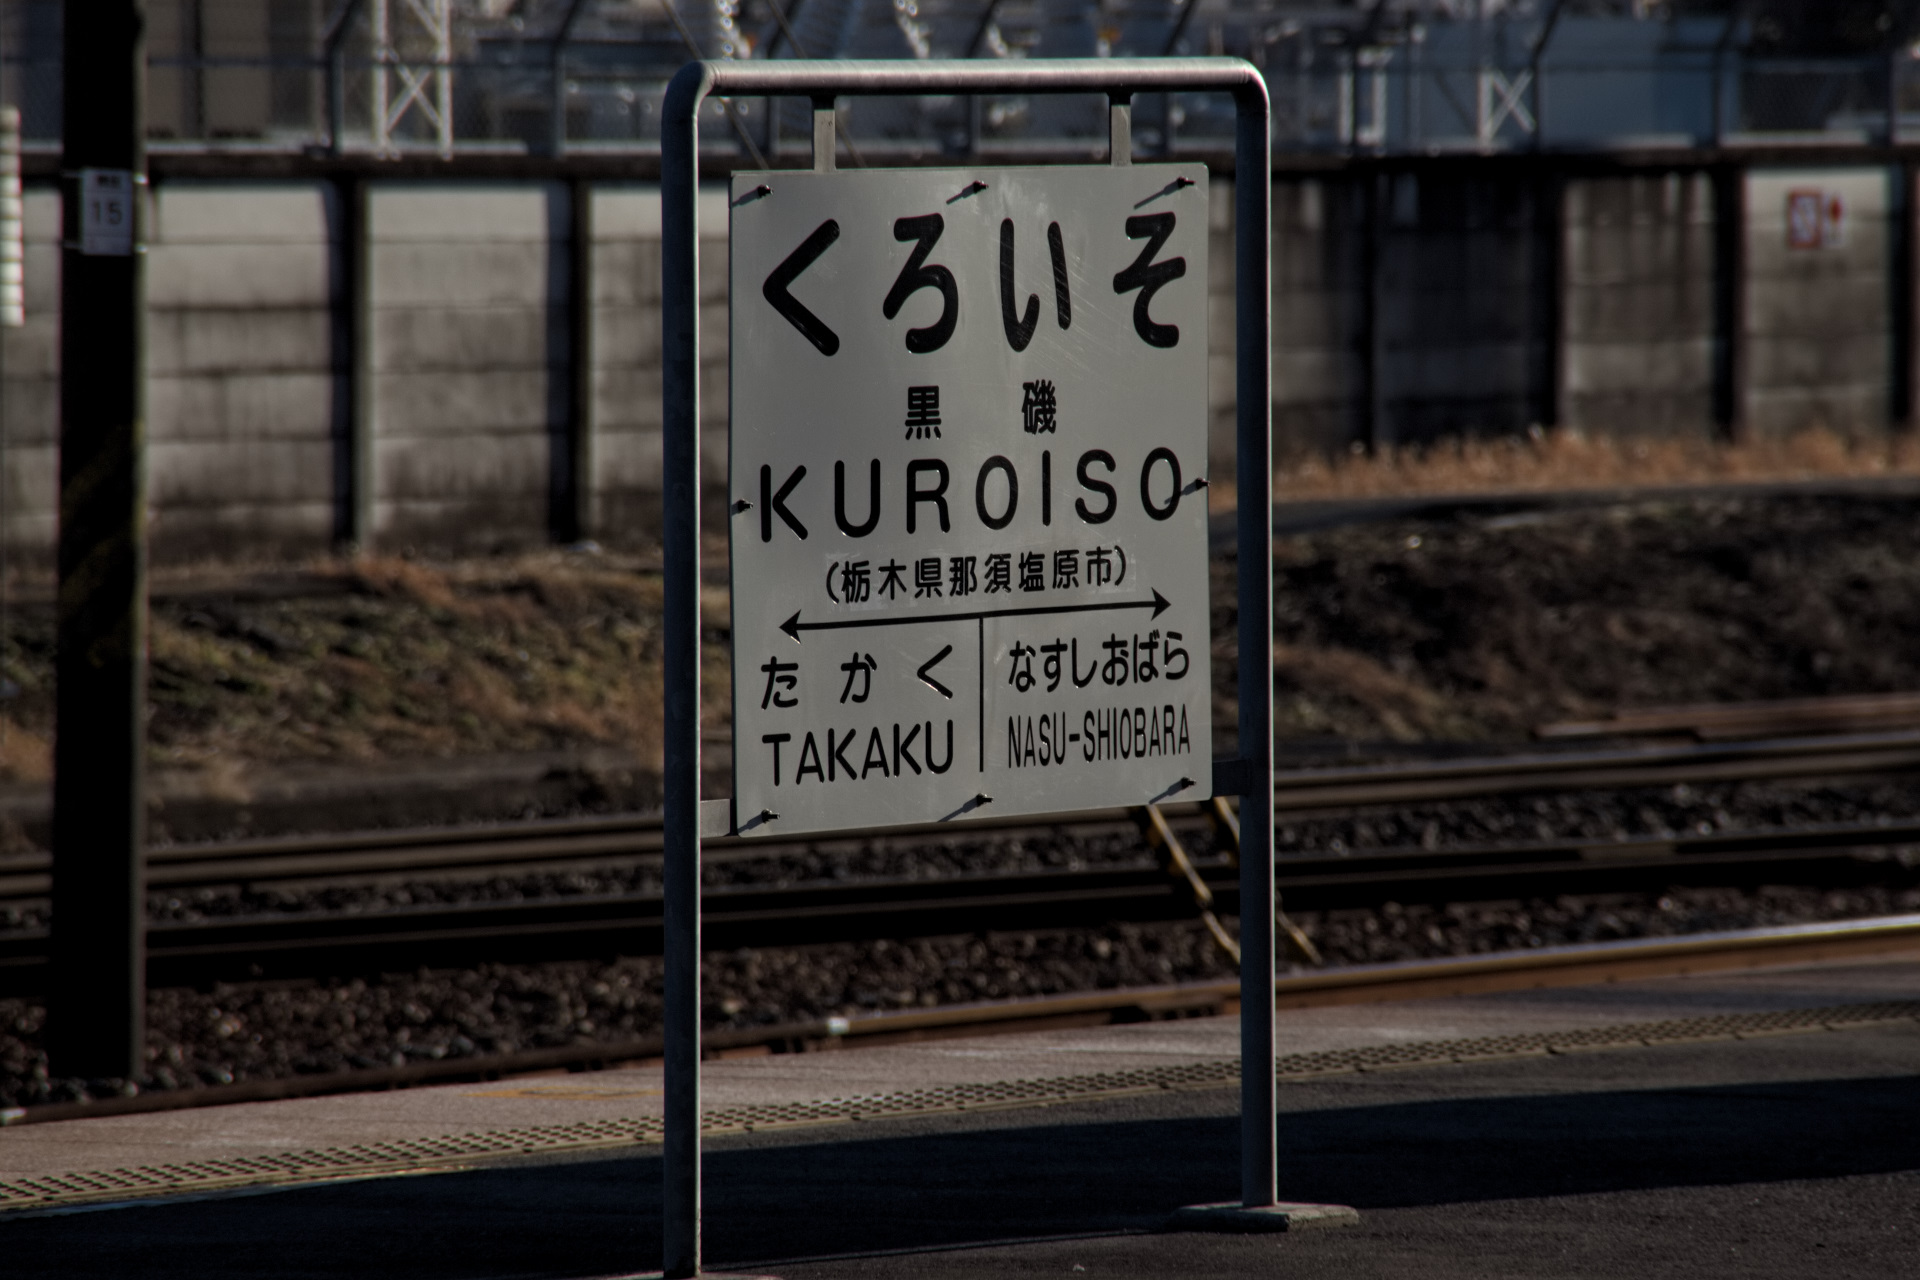 15
くろいそ
黒磯
KUROISO
(栃木県那須塩原市)
たかく
TAKAKU
なすしおばら
NASU-SHIOBARA